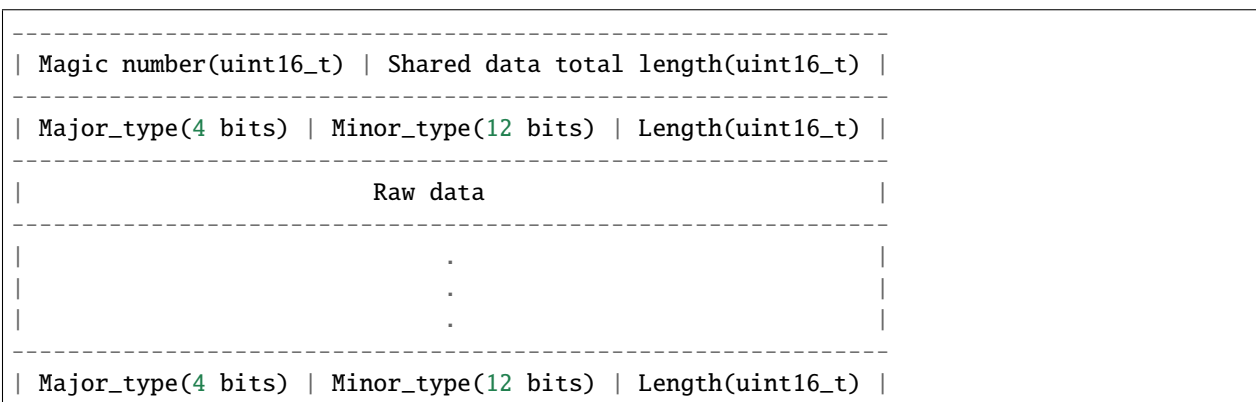 ---------------------------------------------------------------
| Magic number(uint16_t) | Shared data total length(uint16_t) |
---------------------------------------------------------------
| Major_type(4 bits) | Minor_type(12 bits) | Length(uint16_t) |
---------------------------------------------------------------
|                         Raw data                            |
---------------------------------------------------------------
|                              .                              |
|                              .                              |
|                              .                              |
---------------------------------------------------------------
| Major_type(4 bits) | Minor_type(12 bits) | Length(uint16_t) |